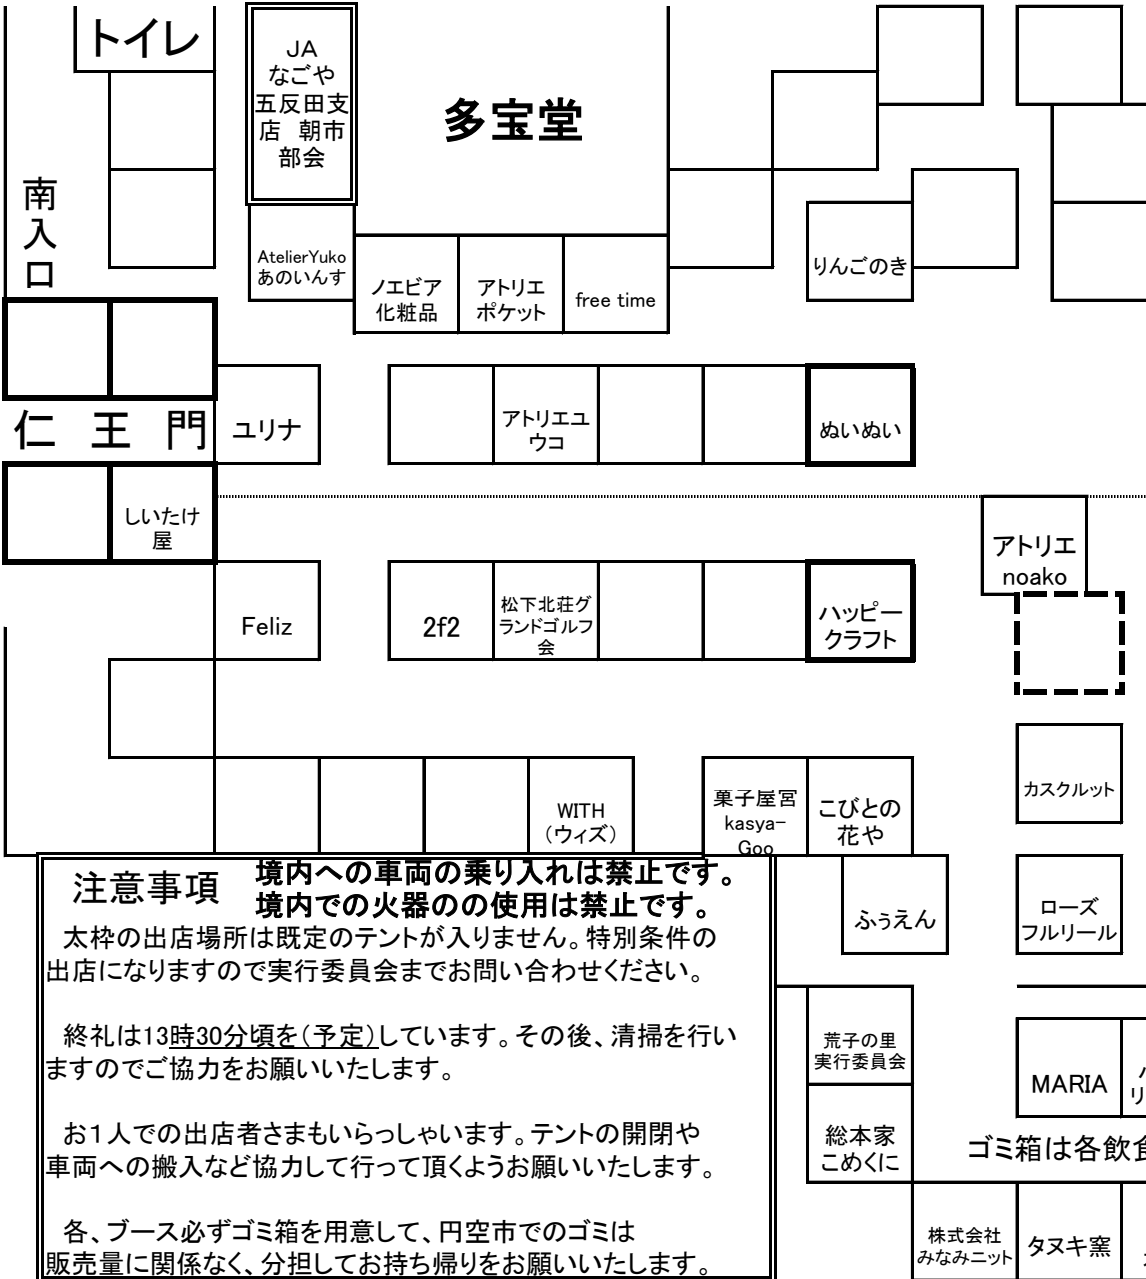 トイレ
JA
なごや
五反田支
店 朝市
部会
多宝堂
南
入
口
AtelierYuko
あのいんす
ノエビア
化粧品
アトリエ
ポケット
free time
りんごのき
仁 王 門
ユリナ
アトリエユ
ウコ
ぬいぬい
しいたけ
屋
アトリエ
noako
Feliz
2f2
松下北荘グ
ランドゴルフ
会
ハッピー
クラフト
カスクルット
WITH
（ウィズ）
菓子屋宮
kasya-
Goo
こびとの
花や
ふぅえん
ローズ
フルリール
注意事項
境内への車両の乗り入れは禁止です。
境内での火器のの使用は禁止です。
太枠の出店場所は既定のテントが入りません。特別条件の
出店になりますので実行委員会までお問い合わせください。
終礼は13時30分頃を（予定）しています。その後、清掃を行い
ますのでご協力をお願いいたします。
お１人での出店者さまもいらっしゃいます。テントの開閉や
車両への搬入など協力して行って頂くようお願いいたします。
各、ブース必ずゴミ箱を用意して、円空市でのゴミは
販売量に関係なく、分担してお持ち帰りをお願いいたします。
荒子の里
実行委員会
MARIA
総本家
こめくに
ゴミ箱は各飲食
株式会社
みなみニット
タヌキ窯